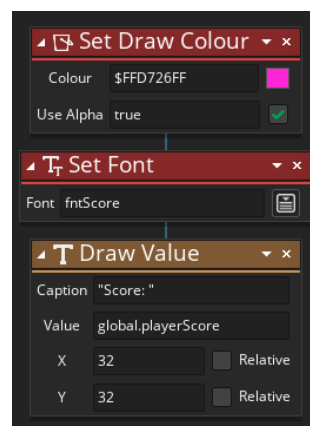 Set Draw Colour
Colour $FFD726FF
Use Alpha true
Set Font
Font fntScore
Draw Value
Caption "Score: "
Value global.playerScore
X 32 Relative
Y 32 Relative